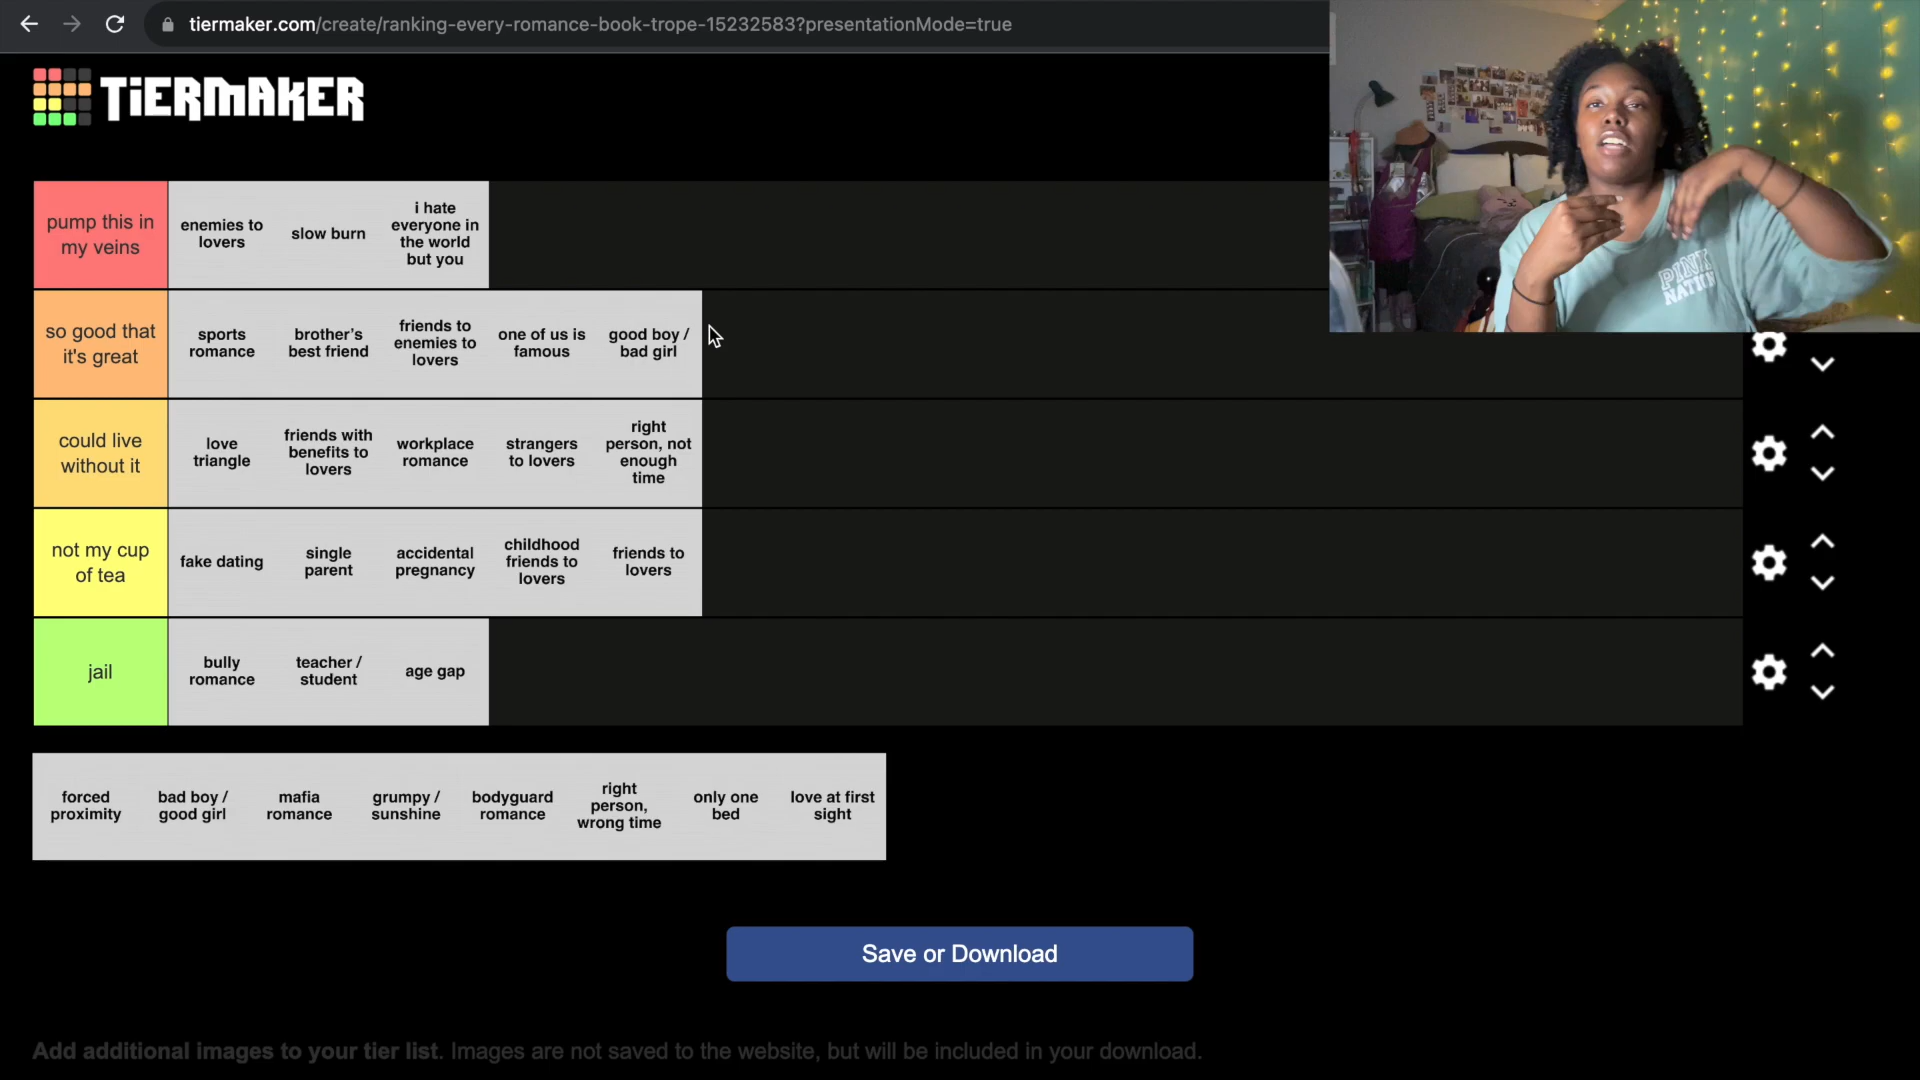 tiermaker.com/create/ranking-every-romance-book-trope-15232583?presentationMode=true
TiERMAKER
pump this in
my veins
enemies to
lovers
slow burn
i hate
everyone in
the world
but you
so good that
it's great
sports
romance
brother's
best friend
friends to
enemies to
lovers
one of us is
famous
good boy /
bad girl
could live
without it
love
triangle
friends with
benefits to
lovers
workplace
romance
strangers
to lovers
right
person, not
enough
time
not my cup
of tea
fake dating
single
parent
accidental
pregnancy
childhood
friends to
lovers
friends to
lovers
jail
bully
romance
teacher /
student
age gap
forced
proximity
bad boy /
good girl
mafia
romance
grumpy /
sunshine
bodyguard
romance
right
person,
wrong time
only one
bed
love at first
sight
Save or Download
Add additional images to your tier list. Images are not saved to the website, but will be included in your download.
PINK
NATION